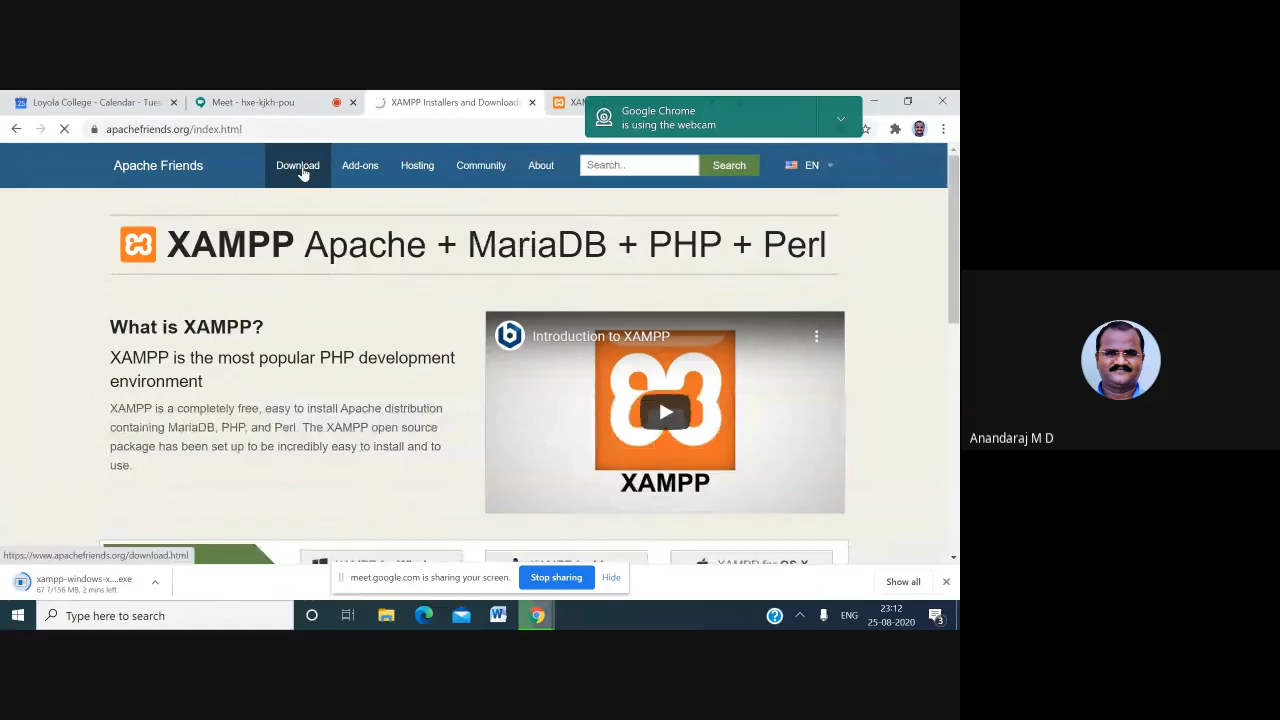 Loyola College - Calendar - Tues
Meet - hxe-kjkh-pou
XAMPP Installers and Download
Google Chrome
is using the webcam
apachefriends.org/index.html
Apache Friends
Download
Add-ons
Hosting
Community
About
Search..
Search
EN
XAMPP Apache + MariaDB + PHP + Perl
What is XAMPP?
XAMPP is the most popular PHP development
environment
XAMPP is a completely free, easy to install Apache distribution
containing MariaDB, PHP, and Perl. The XAMPP open source
package has been set up to be incredibly easy to install and to
use.
Introduction to XAMPP
XAMPP
Anandaraj M D
https://www.apachefriends.org/download.html
xampp-windows-x....exe
67.7/156 MB, 2 mins left
meet.google.com is sharing your screen.
Stop sharing
Hide
Show all
Type here to search
ENG
23:12
25-08-2020
3